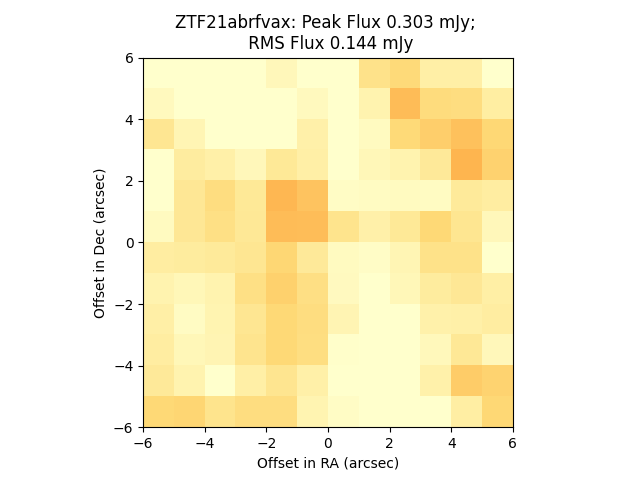 ZTF21abrfvax: Peak Flux 0.303 mJy;
RMS Flux 0.144 mJy
6
4
2
0
−2
−4
−6
Offset in Dec (arcsec)
−6 −4 −2 0 2 4 6
Offset in RA (arcsec)